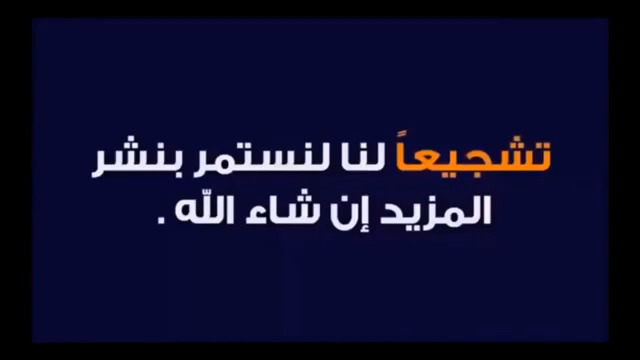 تشجيعاً لنا لنستمر بنشر
المزيد إن شاء الله .